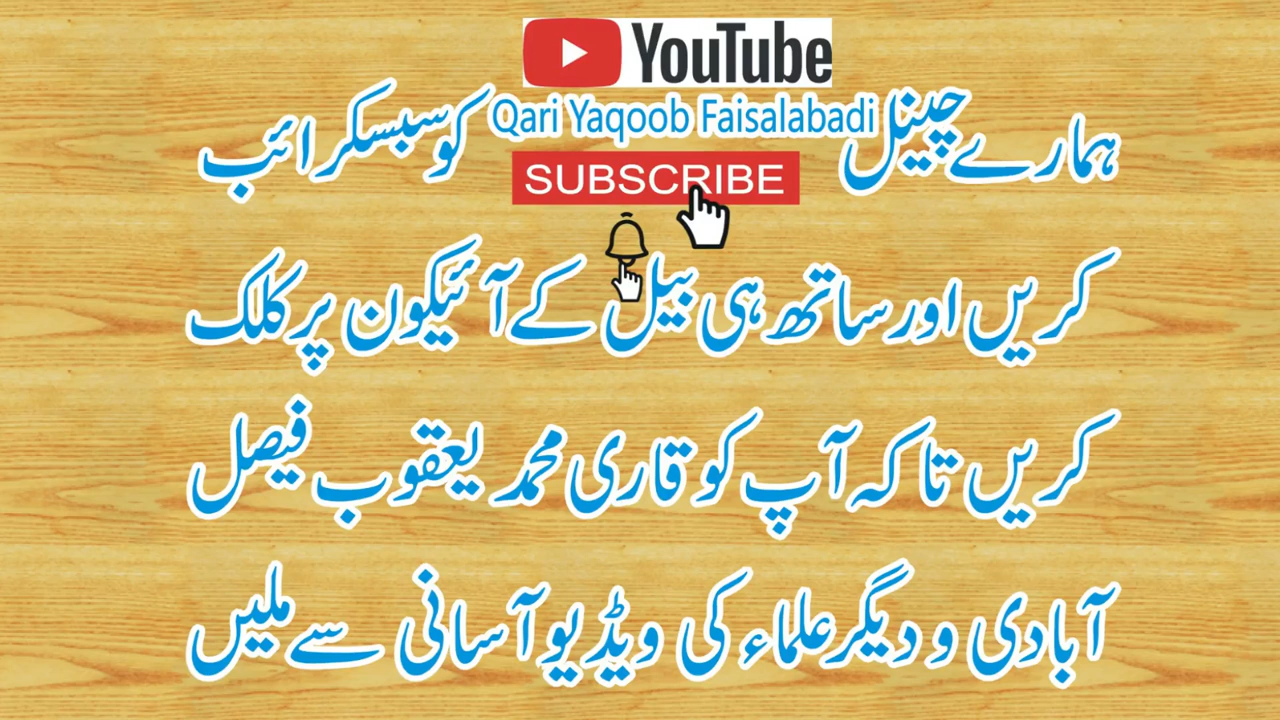 YouTube
ہمارے چینل Qari Yaqoob Faisalabadi کو سبسکرائب
SUBSCRIBE
کریں اور ساتھ ہی بیل کے آئیکون پر کلک
کریں تاکہ آپ کو قاری محمد یعقوب فیصل
آبادی و دیگر علماء کی ویڈیو آسانی سے ملیں